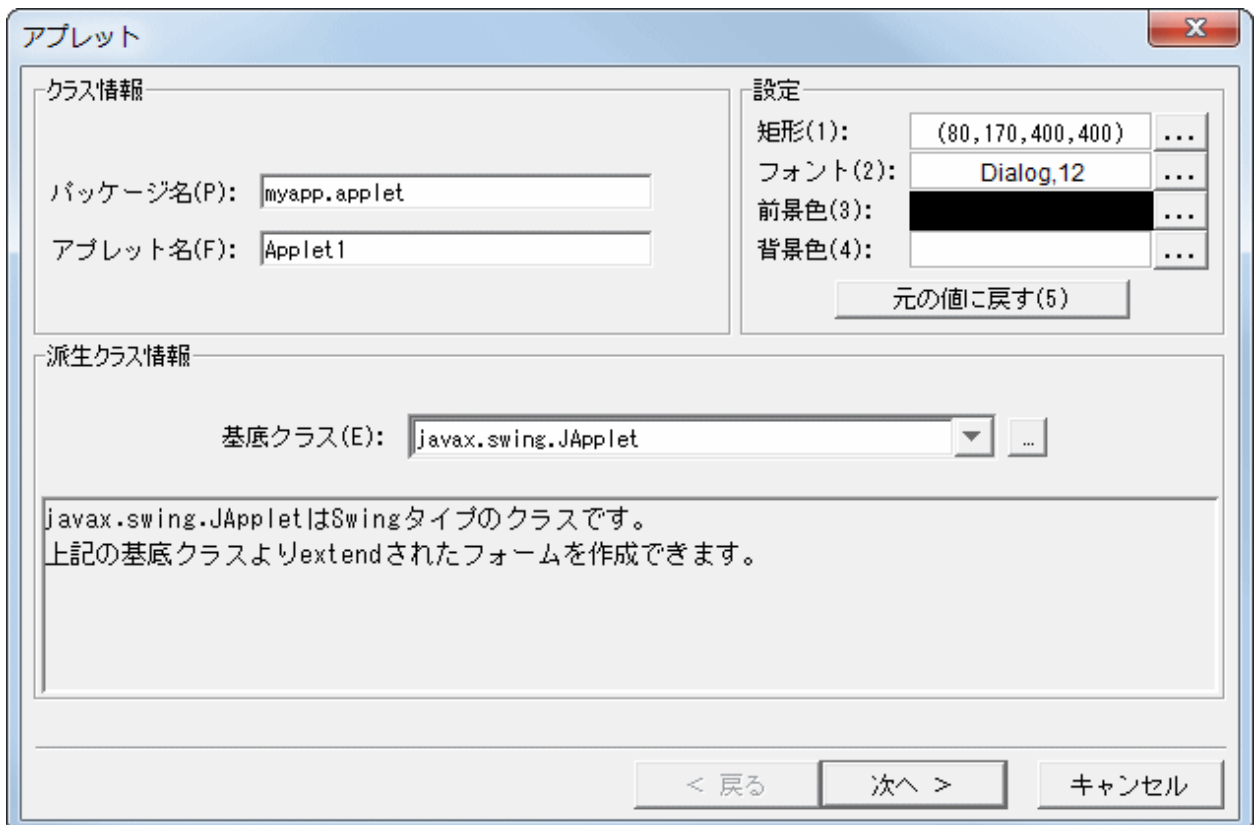 アプレット
クラス情報
パッケージ名(P): myapp.applet
アプレット名(F): Applet1
設定
矩形(1): (80,170,400,400) ...
フォント(2): Dialog,12 ...
前景色(3): ...
背景色(4): ...
元の値に戻す(5)
派生クラス情報
基底クラス(E): javax.swing.JApplet ...
javax.swing.JAppletはSwingタイプのクラスです。
上記の基底クラスよりextendされたフォームを作成できます。
< 戻る 次へ > キャンセル